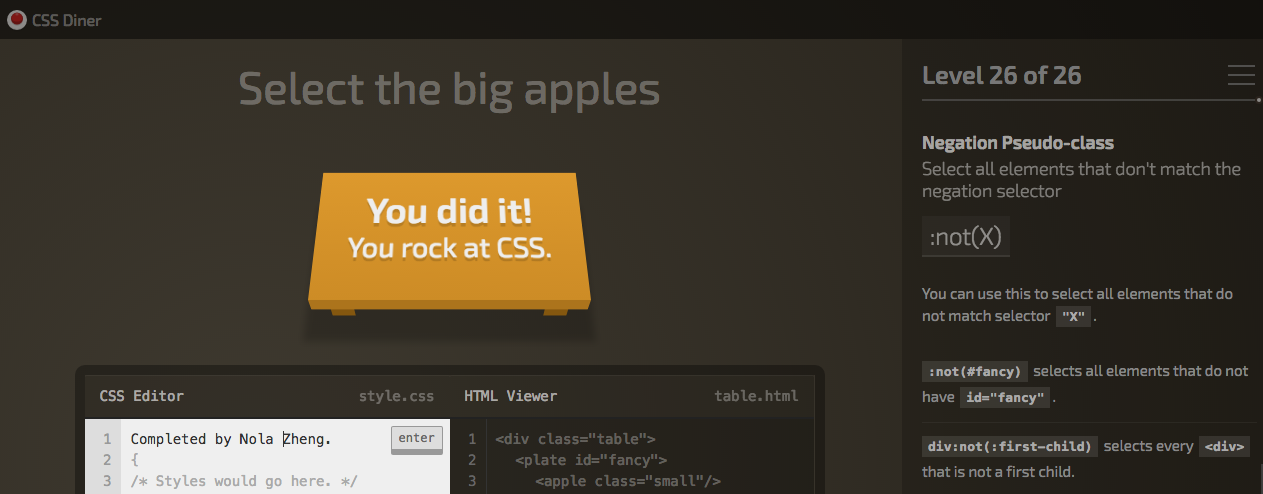 CSS Diner
Select the big apples
You did it!
You rock at CSS.
CSS Editor
style.css
1 Completed by Nola Zheng.
enter
2 {
3 /* Styles would go here. */
HTML Viewer
table.html
1 <div class="table">
2 <plate id="fancy">
3 <apple class="small"/>
Level 26 of 26
Negation Pseudo-class
Select all elements that don't match the
negation selector
:not(X)
You can use this to select all elements that do
not match selector "X" .
:not(#fancy) selects all elements that do not
have id="fancy" .
div:not(:first-child) selects every <div>
that is not a first child.